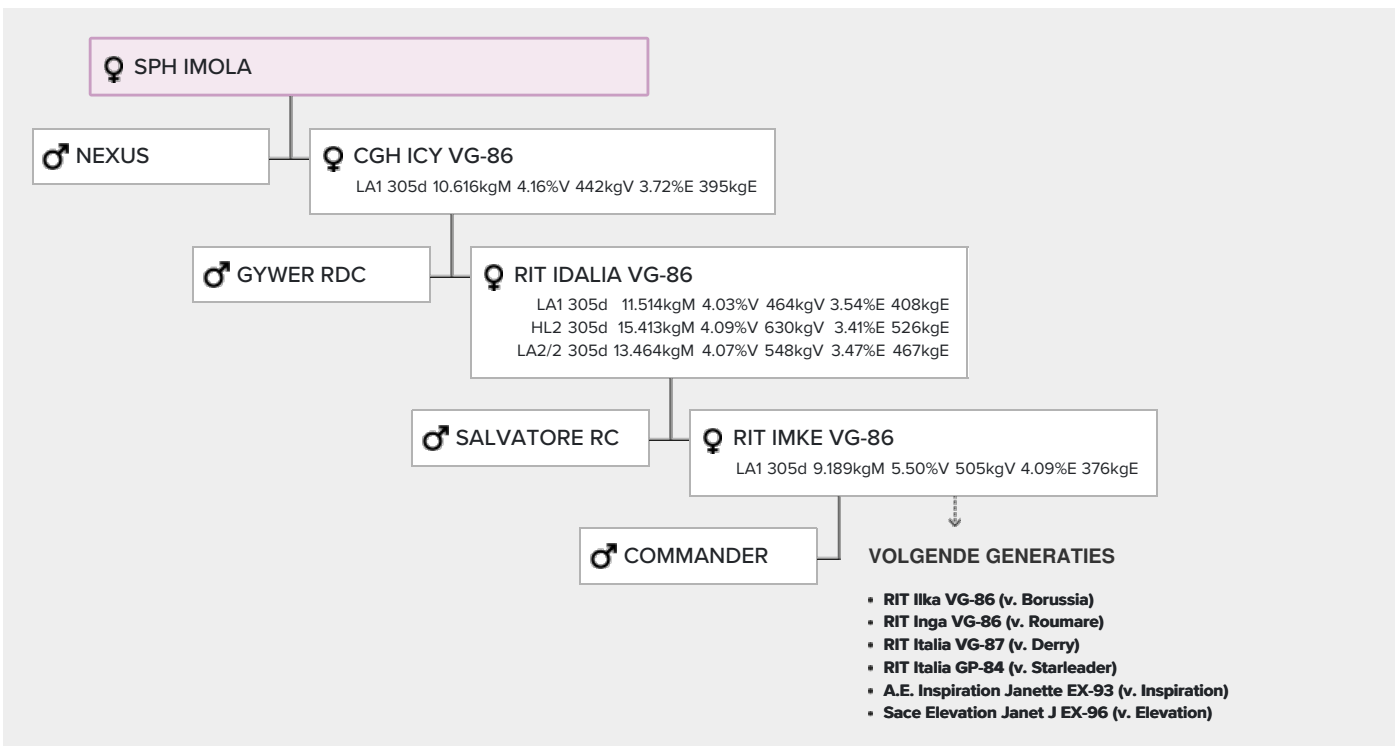 SPH IMOLA
NEXUS
CGH ICY VG-86
LA1 305d 10.616kgM 4.16%V 442kgV 3.72%E 395kgE
GYWER RDC
RIT IDALIA VG-86
LA1 305d 11.514kgM 4.03%V 464kgV 3.54%E 408kgE
HL2 305d 15.413kgM 4.09%V 630kgV 3.41%E 526kgE
LA2/2 305d 13.464kgM 4.07%V 548kgV 3.47%E 467kgE
SALVATORE RC
RIT IMKE VG-86
LA1 305d 9.189kgM 5.50%V 505kgV 4.09%E 376kgE
COMMANDER
VOLGENDE GENERATIES
• RIT Ilka VG-86 (v. Borussia)
• RIT Inga VG-86 (v. Roumare)
• RIT Italia VG-87 (v. Derry)
• RIT Italia GP-84 (v. Starleader)
• A.E. Inspiration Janette EX-93 (v. Inspiration)
• Sace Elevation Janet J EX-96 (v. Elevation)